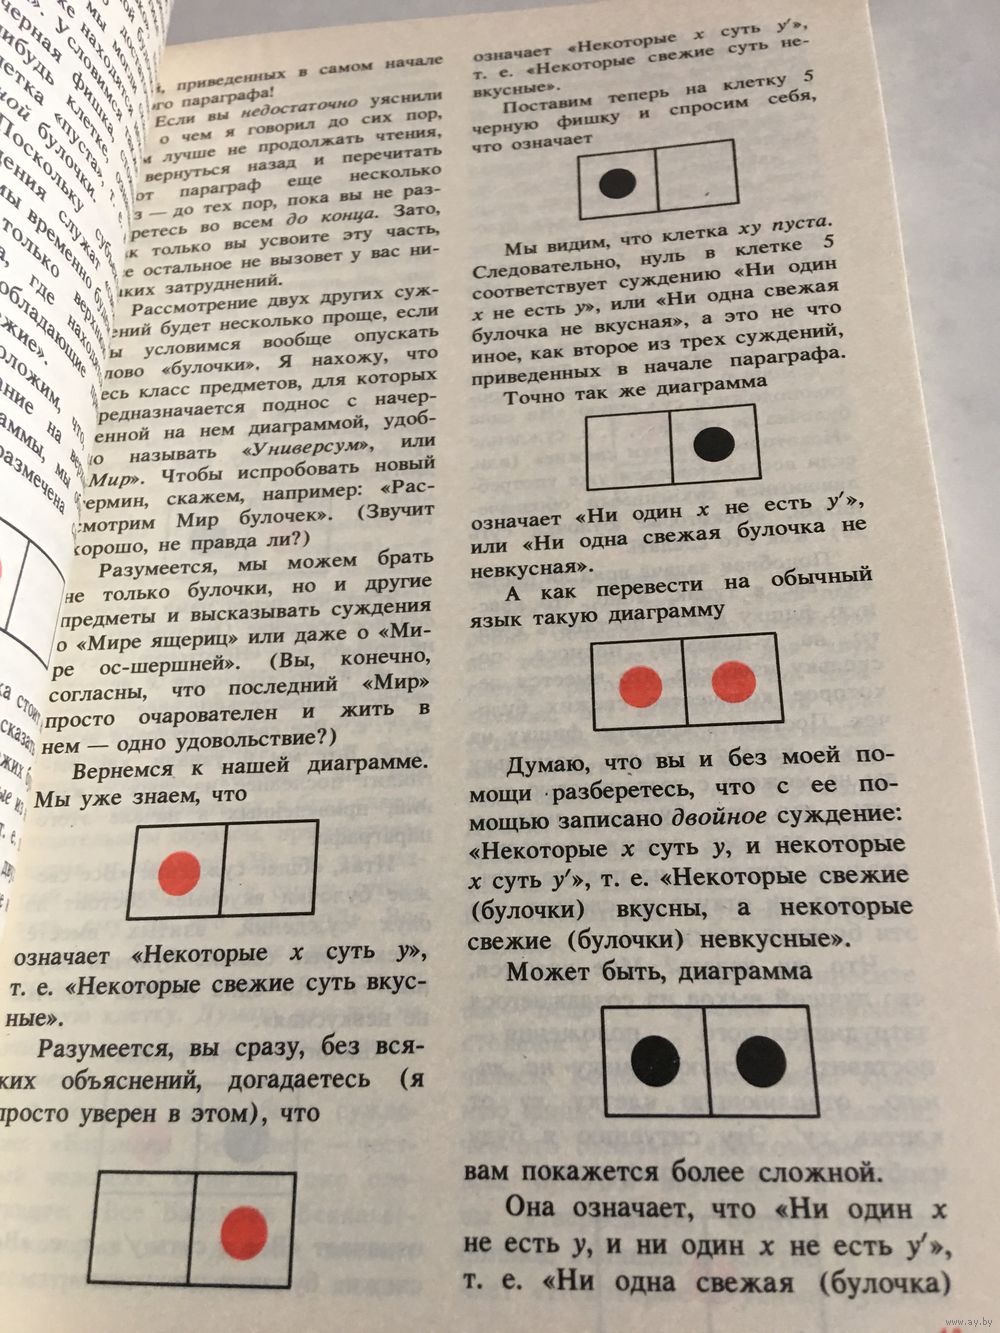 приведенных в самом начале
го параграфа!
Если вы недостаточно уяснили
о чем я говорил до сих пор,
лучше не продолжать чтения,
вернуться назад и перечитать
параграф еще несколько
з — до тех пор, пока вы не раз-
ретесь во всем до конца. Зато,
к только вы усвоите эту часть,
е остальное не вызовет у вас ни-
ких затруднений.
Рассмотрение двух других суж-
ений будет несколько проще, если
ы условимся вообще опускать
лово «булочки». Я нахожу, что
есь класс предметов, для которых
редназначается поднос с начер-
енной на нем диаграммой, удоб-
о называть «Универсум», или
«Мир». Чтобы испробовать новый
термин, скажем, например: «Рас-
смотрим Мир булочек». (Звучит
хорошо, не правда ли?)
Разумеется, мы можем брать
не только булочки, но и другие
предметы и высказывать суждения
о «Мире ящериц» или даже о «Ми-
ре ос-шершней». (Вы, конечно,
согласны, что последний «Мир»
просто очарователен и жить в
нем — одно удовольствие?)
Вернемся к нашей диаграмме.
Мы уже знаем, что
означает «Некоторые x суть y»,
т. е. «Некоторые свежие суть вкус-
ные».
Разумеется, вы сразу, без вся-
ких объяснений, догадаетесь (я
просто уверен в этом), что
означает «Некоторые x суть y′»,
т. е. «Некоторые свежие суть не-
вкусные».
Поставим теперь на клетку 5
черную фишку и спросим себя,
что означает
Мы видим, что клетка xy пуста.
Следовательно, нуль в клетке 5
соответствует суждению «Ни один
x не есть y», или «Ни одна свежая
булочка не вкусная», а это не что
иное, как второе из трех суждений,
приведенных в начале параграфа.
Точно так же диаграмма
означает «Ни один x не есть y′»,
или «Ни одна свежая булочка не
невкусная».
А как перевести на обычный
язык такую диаграмму
Думаю, что вы и без моей по-
мощи разберетесь, что с ее по-
мощью записано двойное суждение:
«Некоторые x суть y, и некоторые
x суть y′», т. е. «Некоторые свежие
(булочки) вкусны, а некоторые
свежие (булочки) невкусные».
Может быть, диаграмма
вам покажется более сложной.
Она означает, что «Ни один x
не есть y, и ни один x не есть y′»,
т. е. «Ни одна свежая (булочка)
www.ay.by